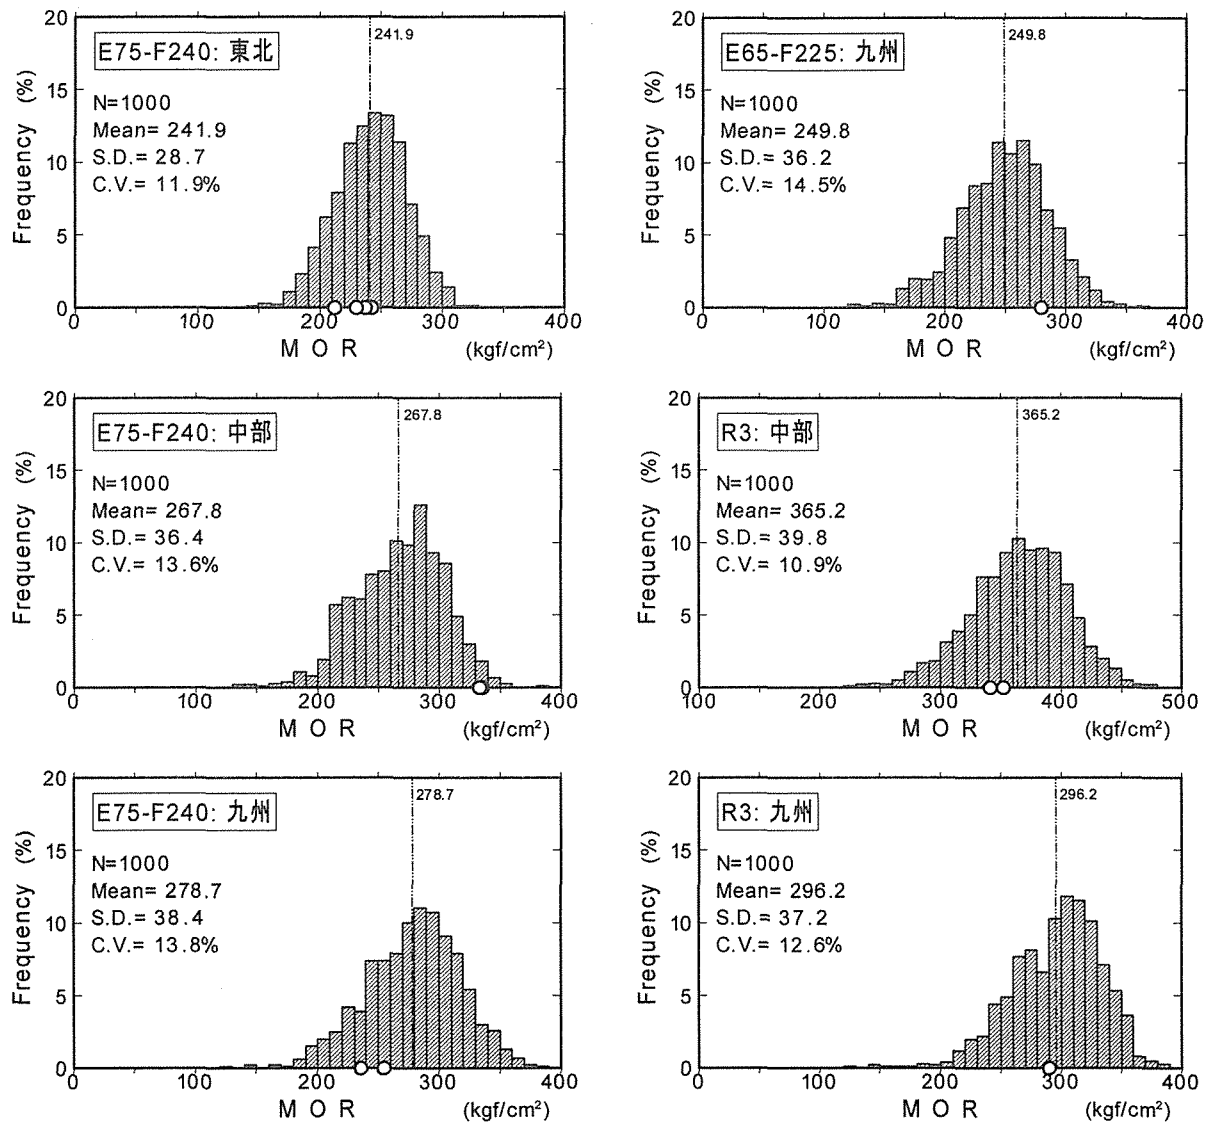 20
15
10
5
0
Frequency (%)
E75-F240: 東北
241.9
N=1000
Mean= 241.9
S.D.= 28.7
C.V.= 11.9%
0 100 200 300 400
M O R (kgf/cm²)
20
15
10
5
0
Frequency (%)
E65-F225: 九州
249.8
N=1000
Mean= 249.8
S.D.= 36.2
C.V.= 14.5%
0 100 200 300 400
M O R (kgf/cm²)
20
15
10
5
0
Frequency (%)
E75-F240: 中部
267.8
N=1000
Mean= 267.8
S.D.= 36.4
C.V.= 13.6%
0 100 200 300 400
M O R (kgf/cm²)
20
15
10
5
0
Frequency (%)
R3: 中部
365.2
N=1000
Mean= 365.2
S.D.= 39.8
C.V.= 10.9%
100 200 300 400 500
M O R (kgf/cm²)
20
15
10
5
0
Frequency (%)
E75-F240: 九州
278.7
N=1000
Mean= 278.7
S.D.= 38.4
C.V.= 13.8%
0 100 200 300 400
M O R (kgf/cm²)
20
15
10
5
0
Frequency (%)
R3: 九州
296.2
N=1000
Mean= 296.2
S.D.= 37.2
C.V.= 12.6%
0 100 200 300 400
M O R (kgf/cm²)